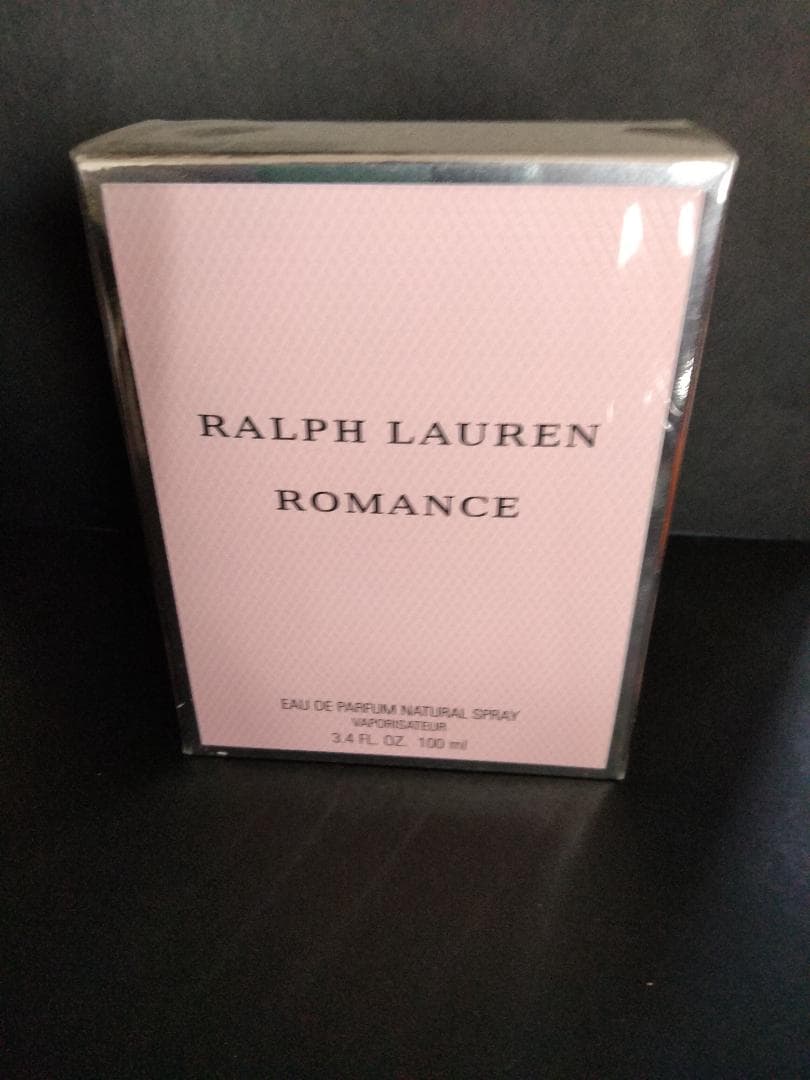 RALPH LAUREN
ROMANCE
EAU DE PARFUM NATURAL SPRAY
VAPORISATEUR
3.4 FL. OZ. 100 ml